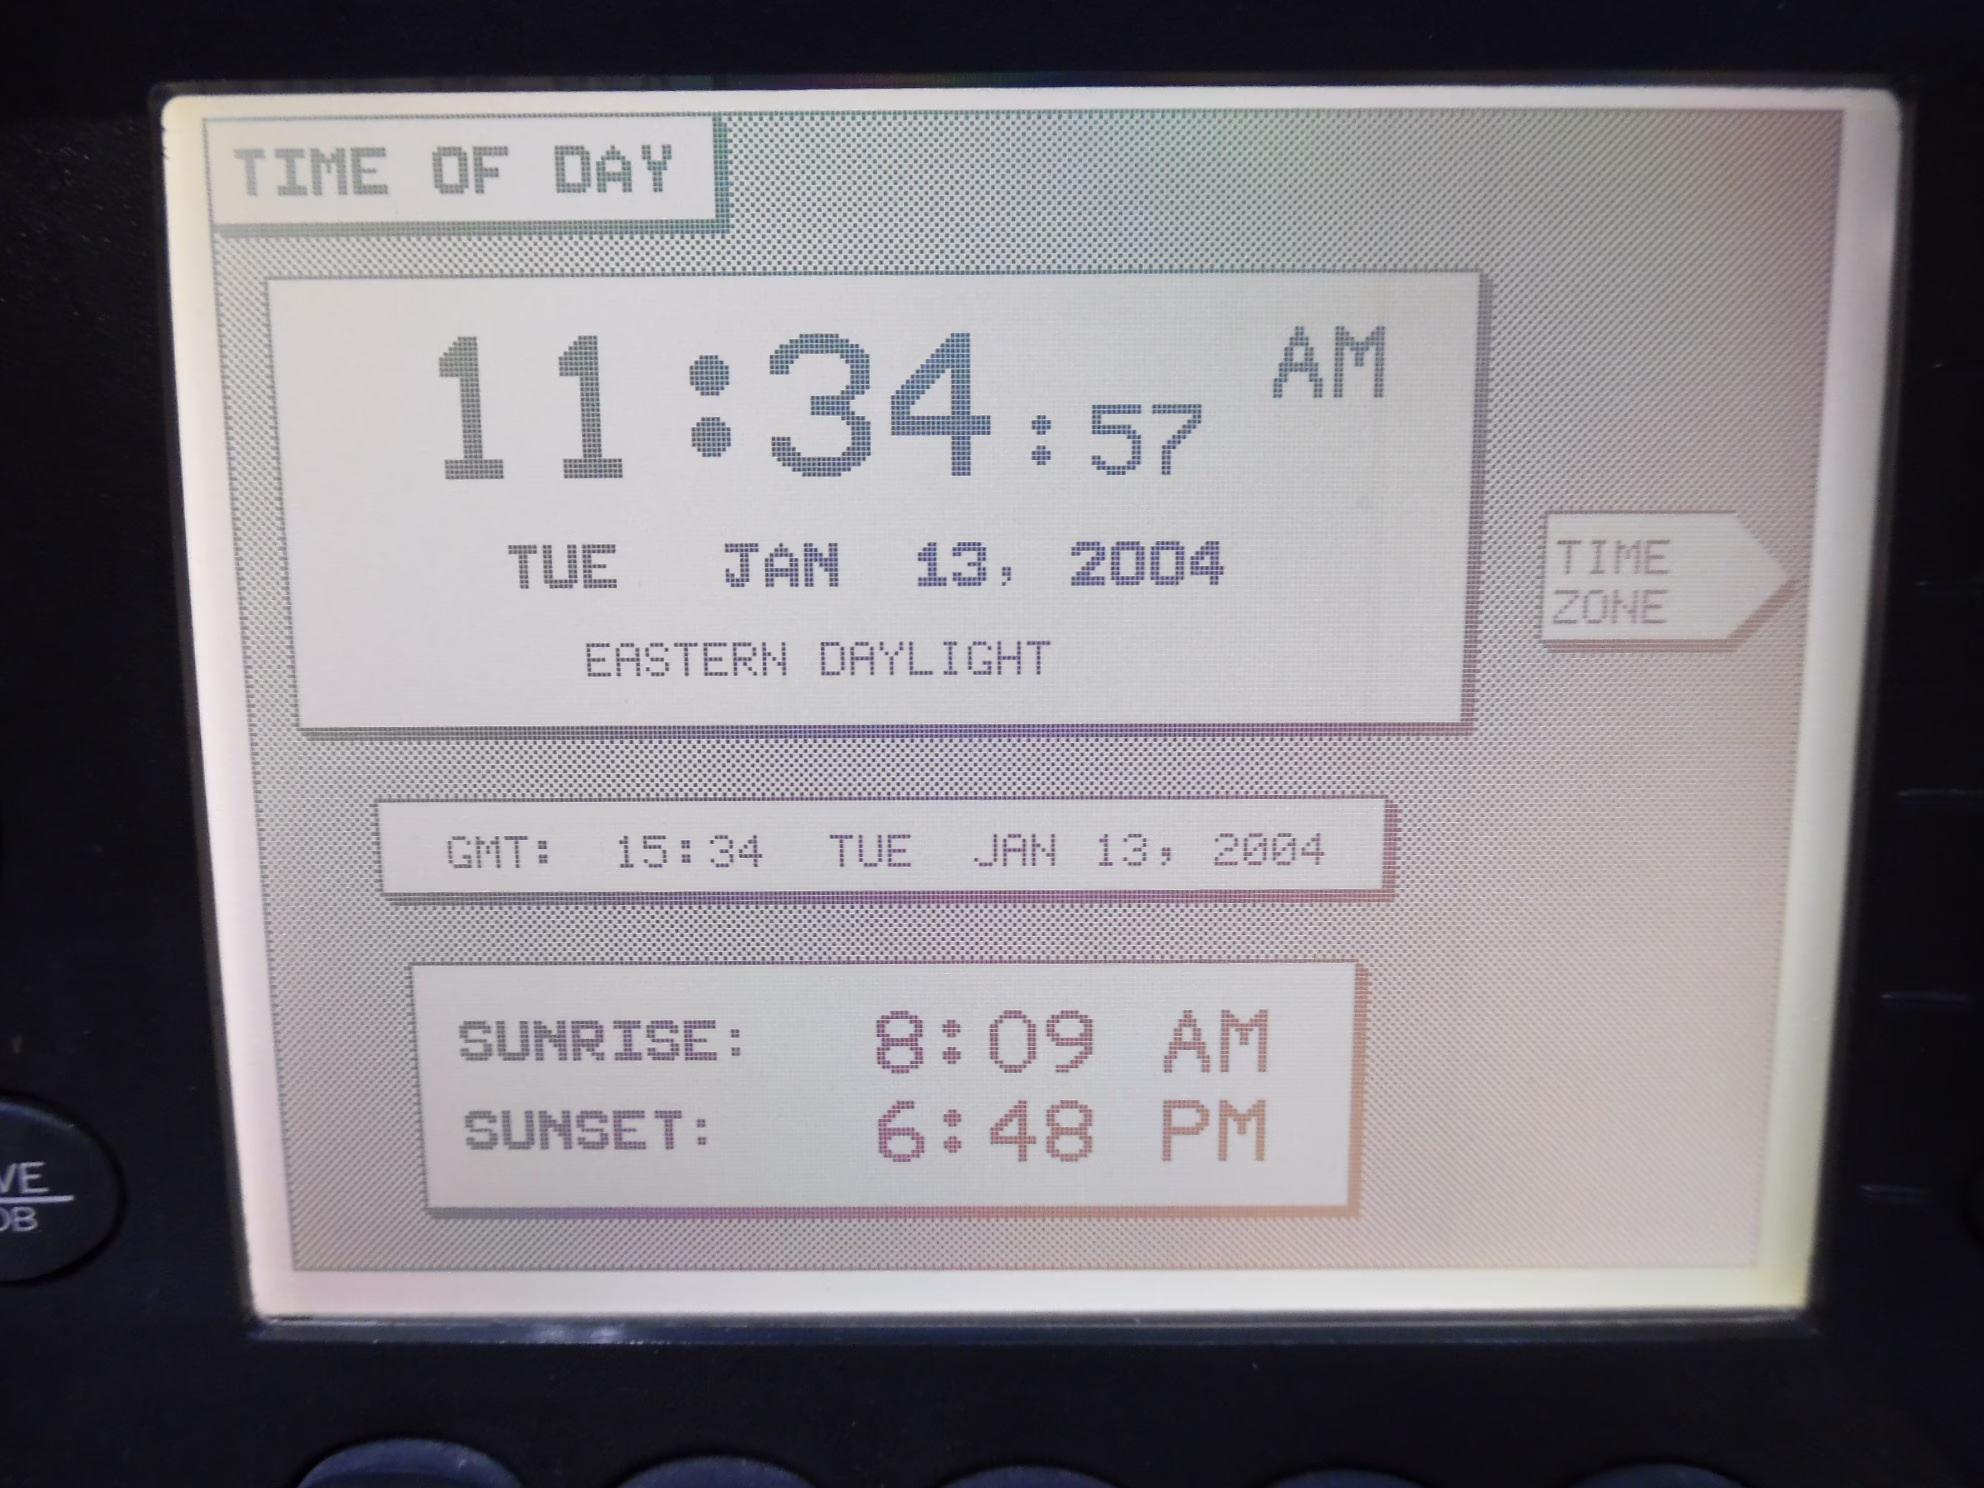 TIME OF DAY
11:34:57 AM
TUE JAN 13, 2004
EASTERN DAYLIGHT
TIME
ZONE
GMT: 15:34 TUE JAN 13, 2004
SUNRISE: 8:09 AM
SUNSET: 6:48 PM